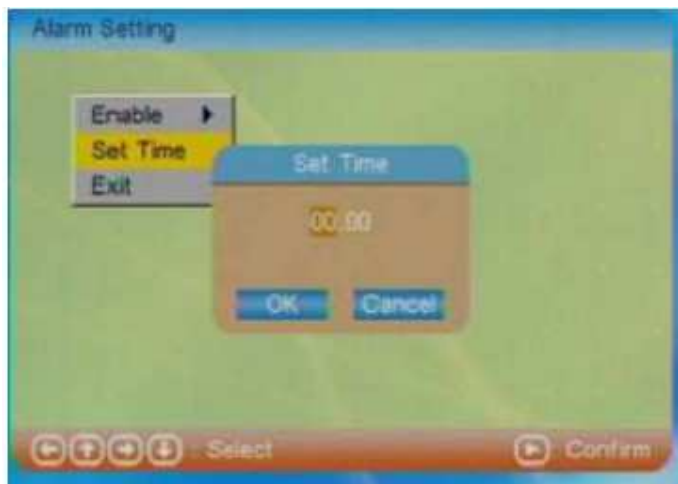 Alarm Setting
Enable
Set Time
Exit
Set Time
00:00
OK Cancel
: Select
Confirm